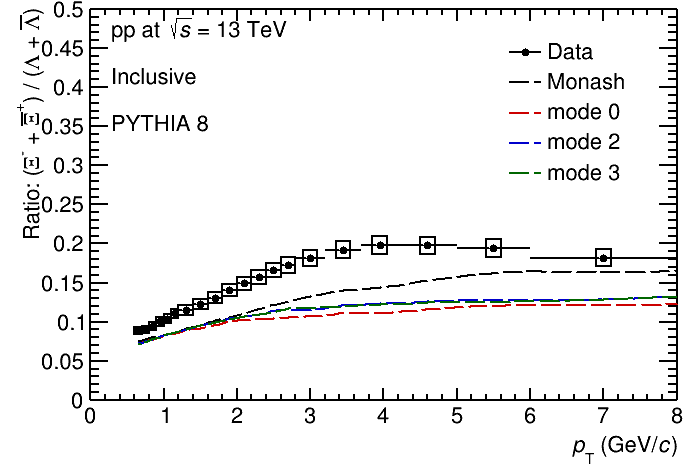 pp at √s = 13 TeV
Inclusive
PYTHIA 8
Data
Monash
mode 0
mode 2
mode 3
Ratio: (Ξ⁻ + Ξ̅⁺) / (Λ + Λ̅)
0.5
0.45
0.4
0.35
0.3
0.25
0.2
0.15
0.1
0.05
0
0 1 2 3 4 5 6 7 8
p_T (GeV/c)